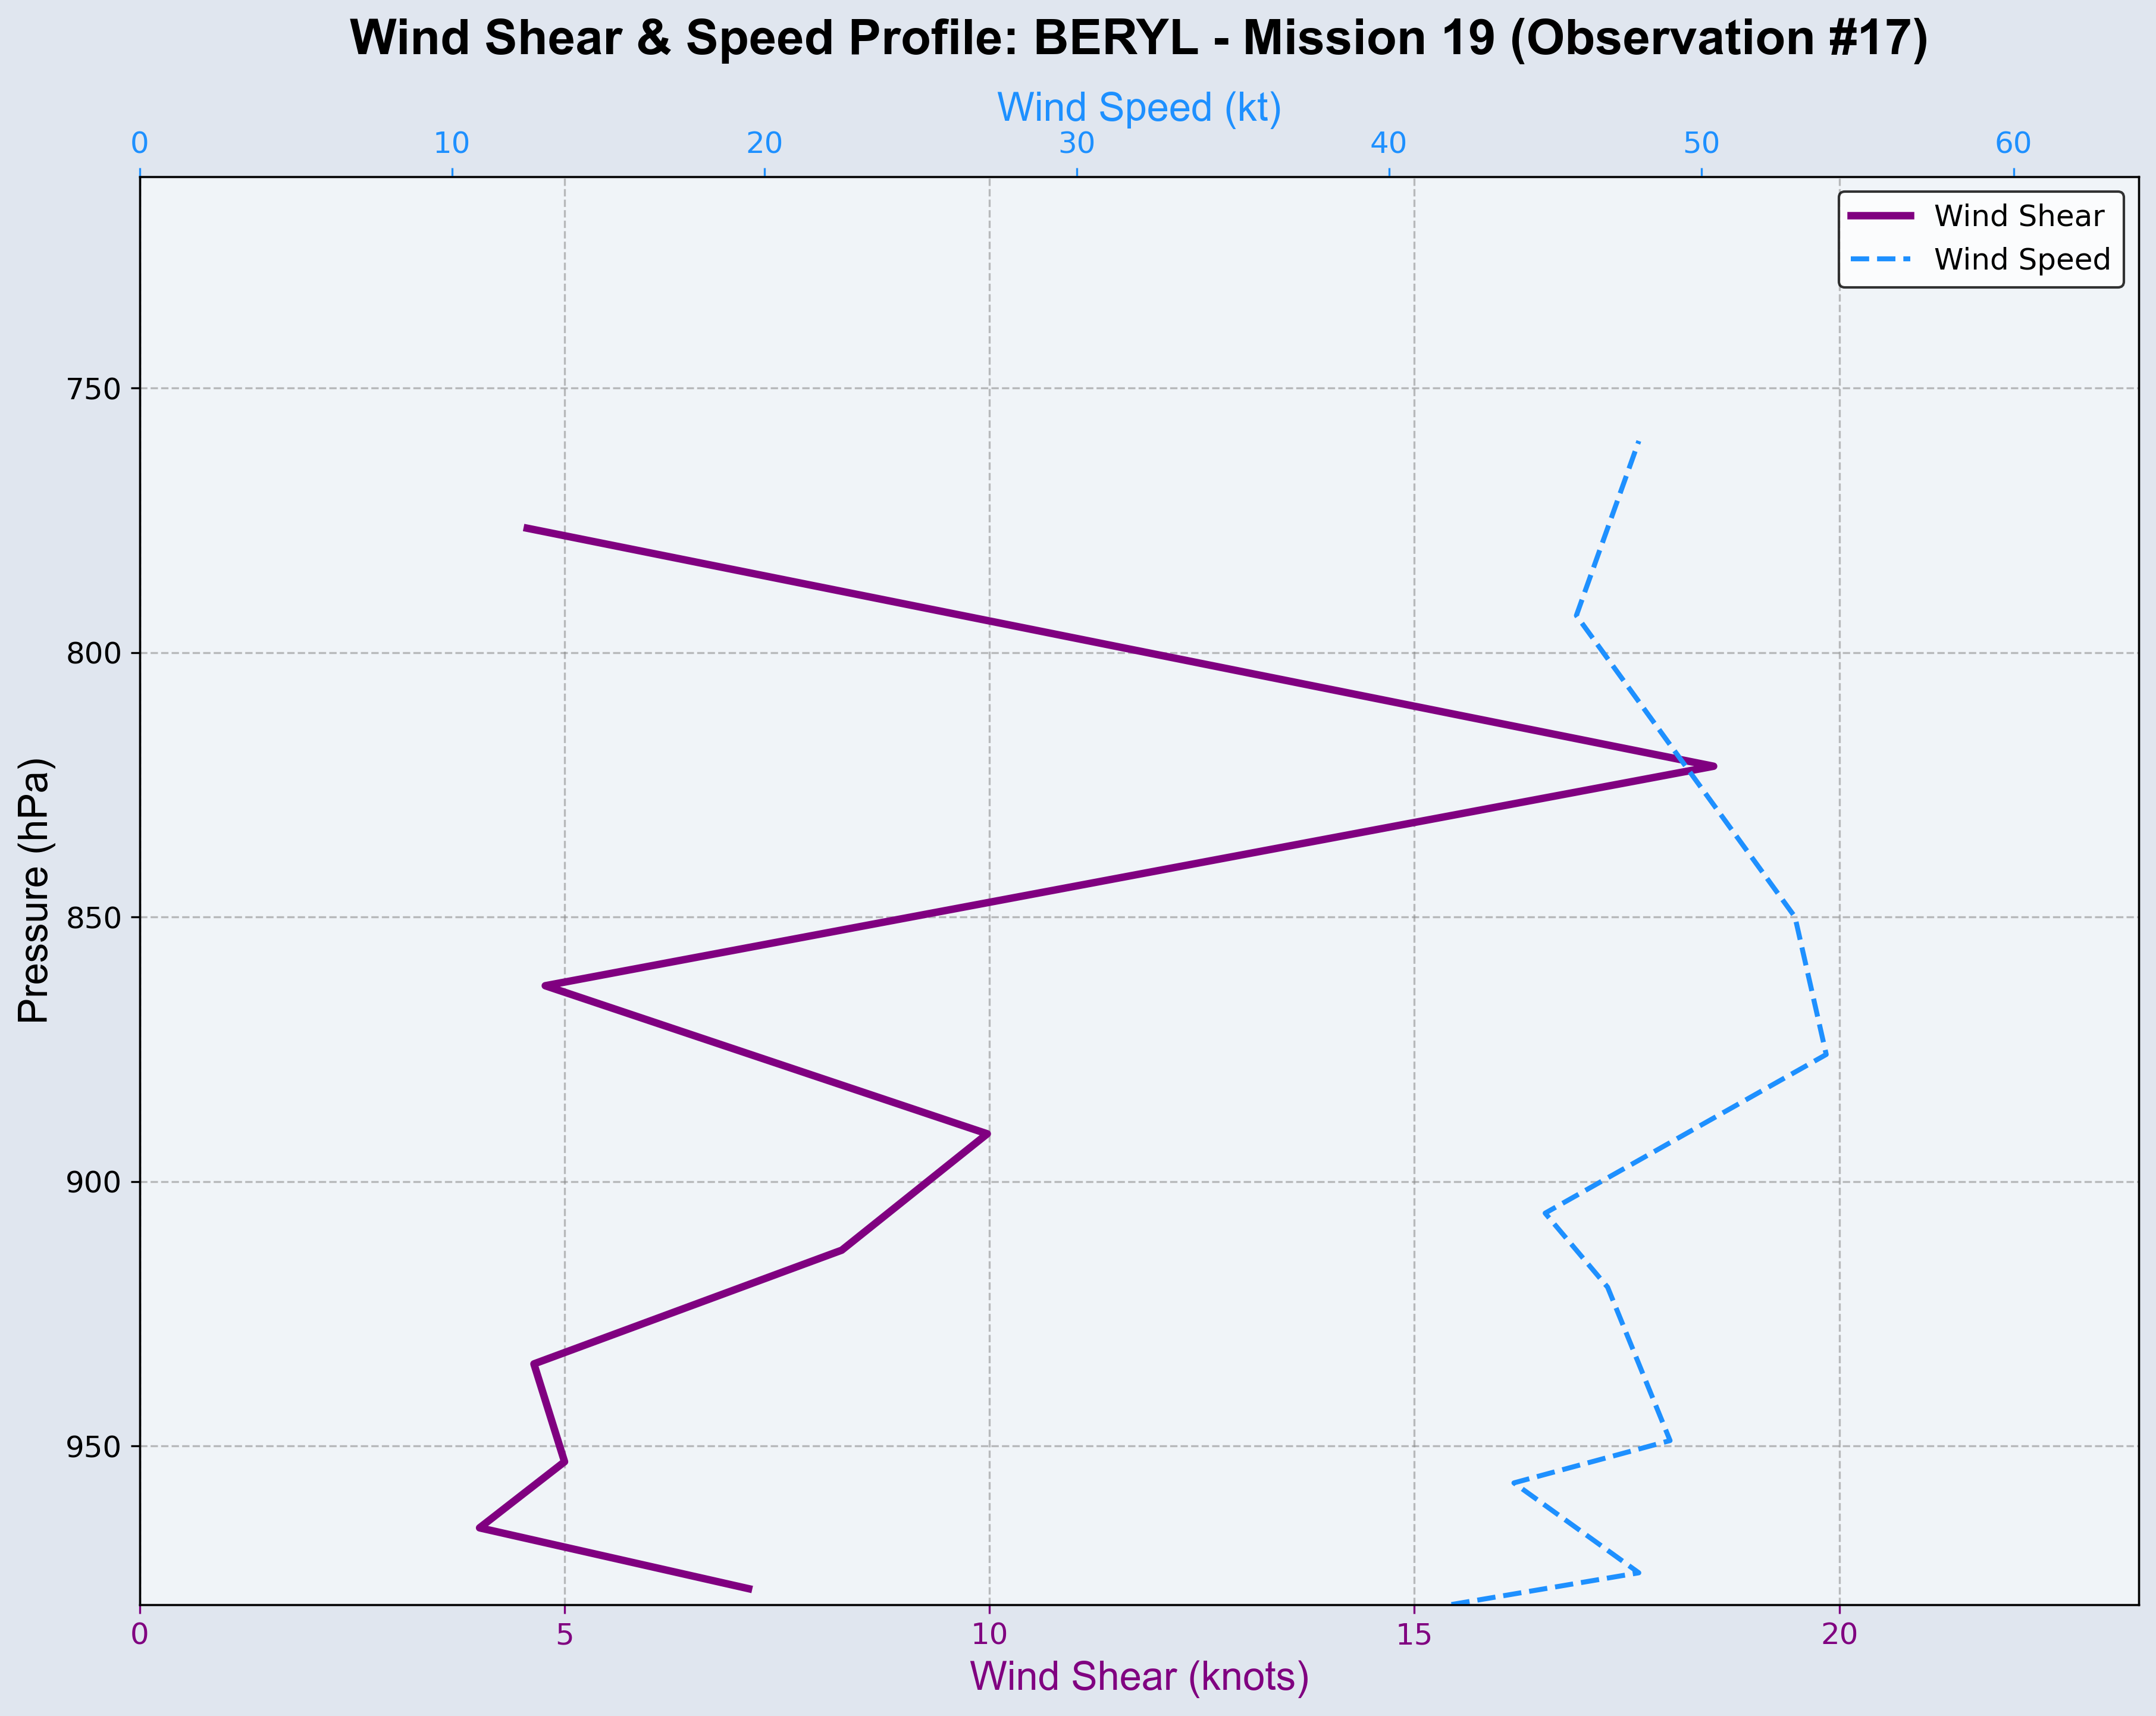 Wind Shear & Speed Profile: BERYL - Mission 19 (Observation #17)
Wind Speed (kt)
0 10 20 30 40 50 60
Wind Shear
Wind Speed
750
800
850
900
950
Pressure (hPa)
0 5 10 15 20
Wind Shear (knots)